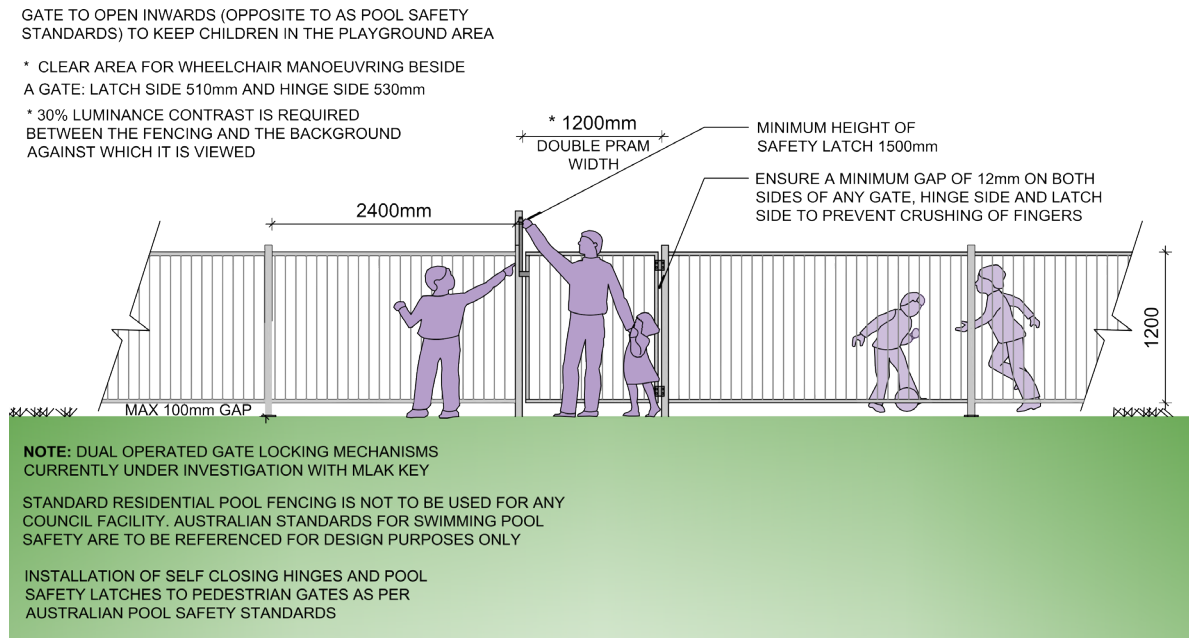 GATE TO OPEN INWARDS (OPPOSITE TO AS POOL SAFETY
STANDARDS) TO KEEP CHILDREN IN THE PLAYGROUND AREA
* CLEAR AREA FOR WHEELCHAIR MANOEUVRING BESIDE
A GATE: LATCH SIDE 510mm AND HINGE SIDE 530mm
* 30% LUMINANCE CONTRAST IS REQUIRED
BETWEEN THE FENCING AND THE BACKGROUND
AGAINST WHICH IT IS VIEWED
* 1200mm
DOUBLE PRAM
WIDTH
MINIMUM HEIGHT OF
SAFETY LATCH 1500mm
ENSURE A MINIMUM GAP OF 12mm ON BOTH
SIDES OF ANY GATE, HINGE SIDE AND LATCH
SIDE TO PREVENT CRUSHING OF FINGERS
2400mm
1200
MAX 100mm GAP
NOTE: DUAL OPERATED GATE LOCKING MECHANISMS
CURRENTLY UNDER INVESTIGATION WITH MLAK KEY
STANDARD RESIDENTIAL POOL FENCING IS NOT TO BE USED FOR ANY
COUNCIL FACILITY. AUSTRALIAN STANDARDS FOR SWIMMING POOL
SAFETY ARE TO BE REFERENCED FOR DESIGN PURPOSES ONLY
INSTALLATION OF SELF CLOSING HINGES AND POOL
SAFETY LATCHES TO PEDESTRIAN GATES AS PER
AUSTRALIAN POOL SAFETY STANDARDS